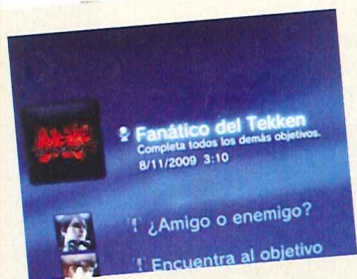 Fanático del Tekken
Completa todos los demás objetivos.
8/11/2009 3:10
¿Amigo o enemigo?
Encuentra al objetivo